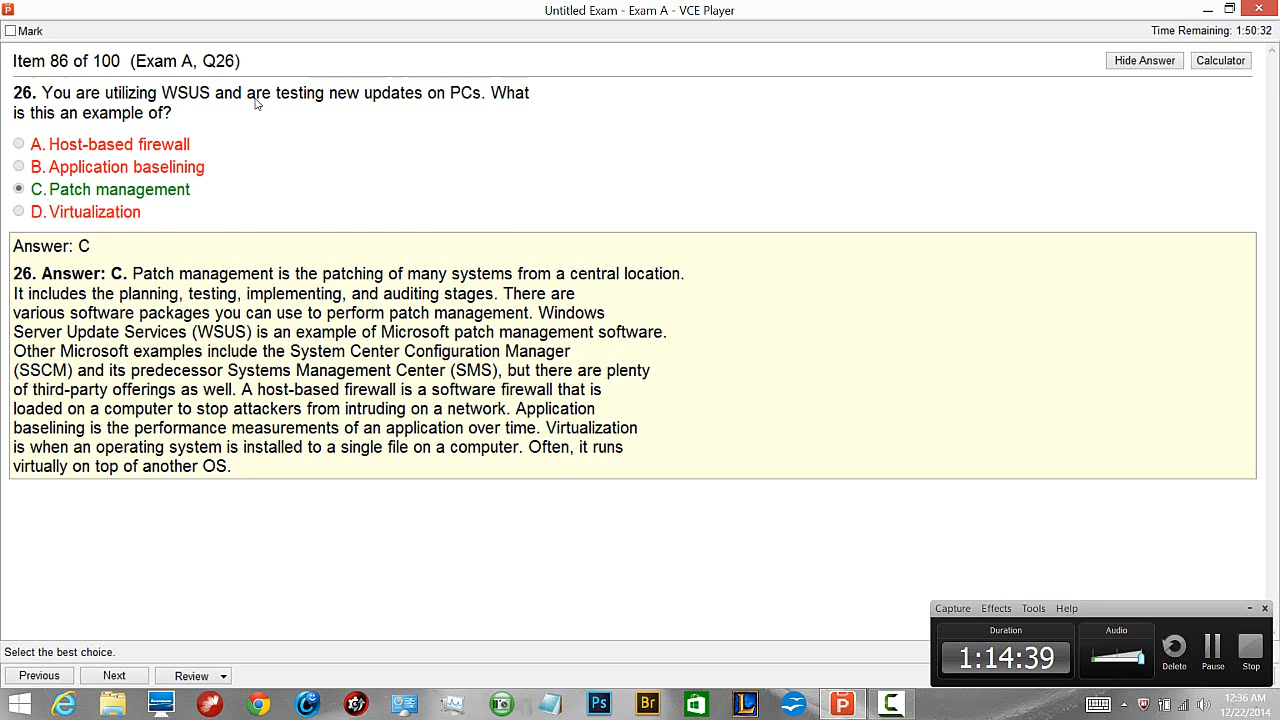 Untitled Exam - Exam A - VCE Player
Mark
Time Remaining: 1:50:32
Item 86 of 100 (Exam A, Q26)
Hide Answer
Calculator
26. You are utilizing WSUS and are testing new updates on PCs. What
is this an example of?
A. Host-based firewall
B. Application baselining
C. Patch management
D. Virtualization
Answer: C
26. Answer: C. Patch management is the patching of many systems from a central location.
It includes the planning, testing, implementing, and auditing stages. There are
various software packages you can use to perform patch management. Windows
Server Update Services (WSUS) is an example of Microsoft patch management software.
Other Microsoft examples include the System Center Configuration Manager
(SSCM) and its predecessor Systems Management Center (SMS), but there are plenty
of third-party offerings as well. A host-based firewall is a software firewall that is
loaded on a computer to stop attackers from intruding on a network. Application
baselining is the performance measurements of an application over time. Virtualization
is when an operating system is installed to a single file on a computer. Often, it runs
virtually on top of another OS.
Capture Effects Tools Help
Duration
Audio
1:14:39
Delete
Pause
Stop
Select the best choice.
Previous
Next
Review
Ps
Br
12:36 AM
12/22/2014